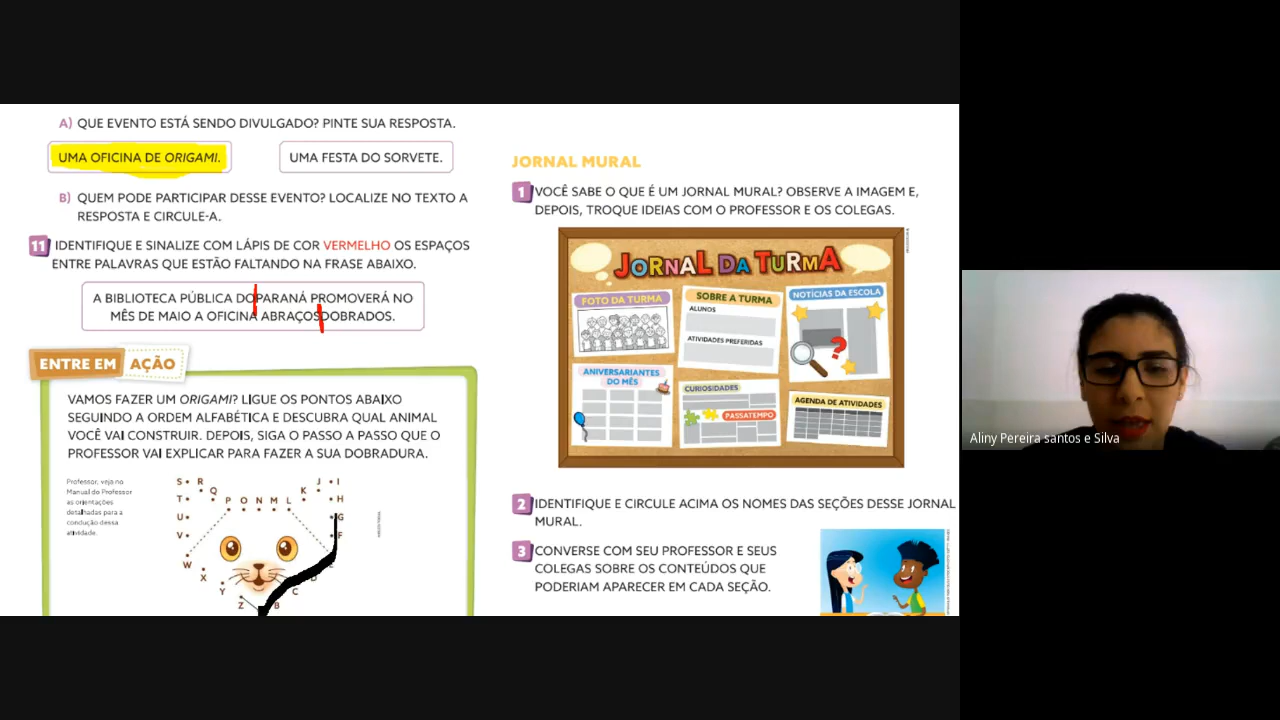 A) QUE EVENTO ESTÁ SENDO DIVULGADO? PINTE SUA RESPOSTA.
UMA OFICINA DE ORIGAMI.
UMA FESTA DO SORVETE.
B) QUEM PODE PARTICIPAR DESSE EVENTO? LOCALIZE NO TEXTO A
RESPOSTA E CIRCULE-A.
11 IDENTIFIQUE E SINALIZE COM LÁPIS DE COR VERMELHO OS ESPAÇOS
ENTRE PALAVRAS QUE ESTÃO FALTANDO NA FRASE ABAIXO.
A BIBLIOTECA PÚBLICA DOPARANÁ PROMOVERÁ NO
MÊS DE MAIO A OFICINA ABRAÇOSDOBRADOS.
ENTRE EM AÇÃO
VAMOS FAZER UM ORIGAMI? LIGUE OS PONTOS ABAIXO
SEGUINDO A ORDEM ALFABÉTICA E DESCUBRA QUAL ANIMAL
VOCÊ VAI CONSTRUIR. DEPOIS, SIGA O PASSO A PASSO QUE O
PROFESSOR VAI EXPLICAR PARA FAZER A SUA DOBRADURA.
Professor, veja no
Manual do Professor
as orientações
detalhadas para a
condução dessa
atividade.
S R J I
Q K
T P O N M L H
U G
V F
W
X D
Y C
Z B
JORNAL MURAL
1 VOCÊ SABE O QUE É UM JORNAL MURAL? OBSERVE A IMAGEM E,
DEPOIS, TROQUE IDEIAS COM O PROFESSOR E OS COLEGAS.
JORNAL DA TURMA
FOTO DA TURMA
SOBRE A TURMA
ALUNOS
ATIVIDADES PREFERIDAS
NOTÍCIAS DA ESCOLA
?
ANIVERSARIANTES
DO MÊS
CURIOSIDADES
PASSATEMPO
AGENDA DE ATIVIDADES
2 IDENTIFIQUE E CIRCULE ACIMA OS NOMES DAS SEÇÕES DESSE JORNAL
MURAL.
3 CONVERSE COM SEU PROFESSOR E SEUS
COLEGAS SOBRE OS CONTEÚDOS QUE
PODERIAM APARECER EM CADA SEÇÃO.
Aliny Pereira santos e Silva